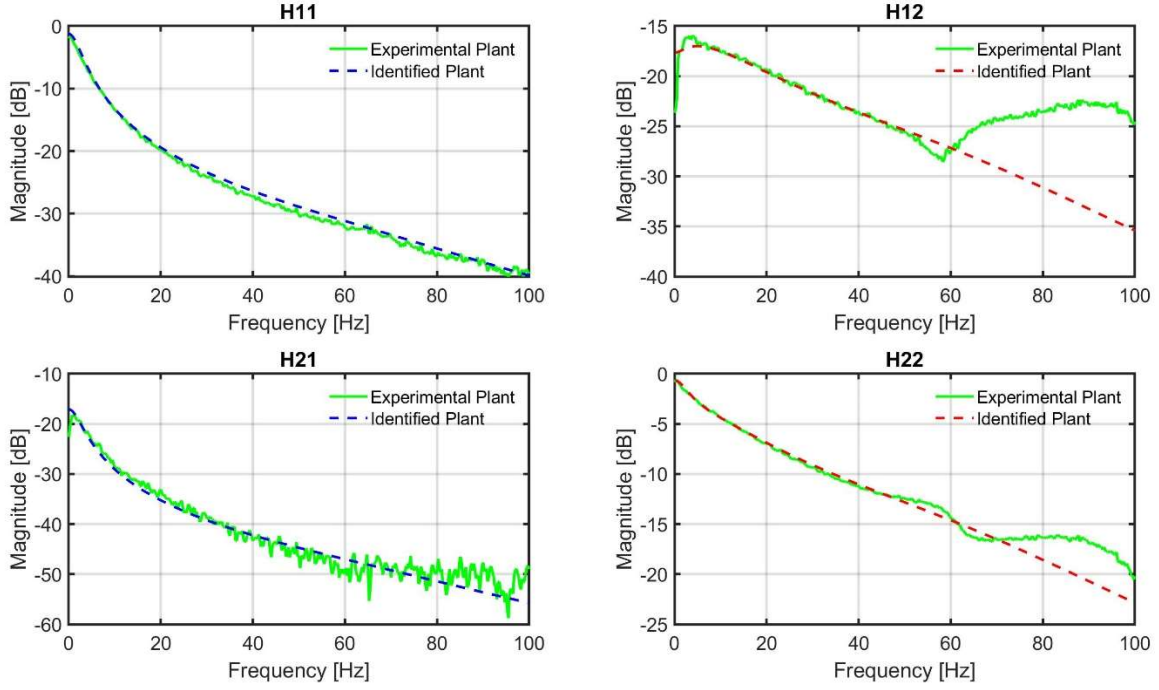 H11
0
-10
-20
-30
-40
Magnitude [dB]
Experimental Plant
Identified Plant
0 20 40 60 80 100
Frequency [Hz]
H12
-15
-20
-25
-30
-35
-40
Magnitude [dB]
Experimental Plant
Identified Plant
0 20 40 60 80 100
Frequency [Hz]
H21
-10
-20
-30
-40
-50
-60
Magnitude [dB]
Experimental Plant
Identified Plant
0 20 40 60 80 100
Frequency [Hz]
H22
0
-5
-10
-15
-20
-25
Magnitude [dB]
Experimental Plant
Identified Plant
0 20 40 60 80 100
Frequency [Hz]